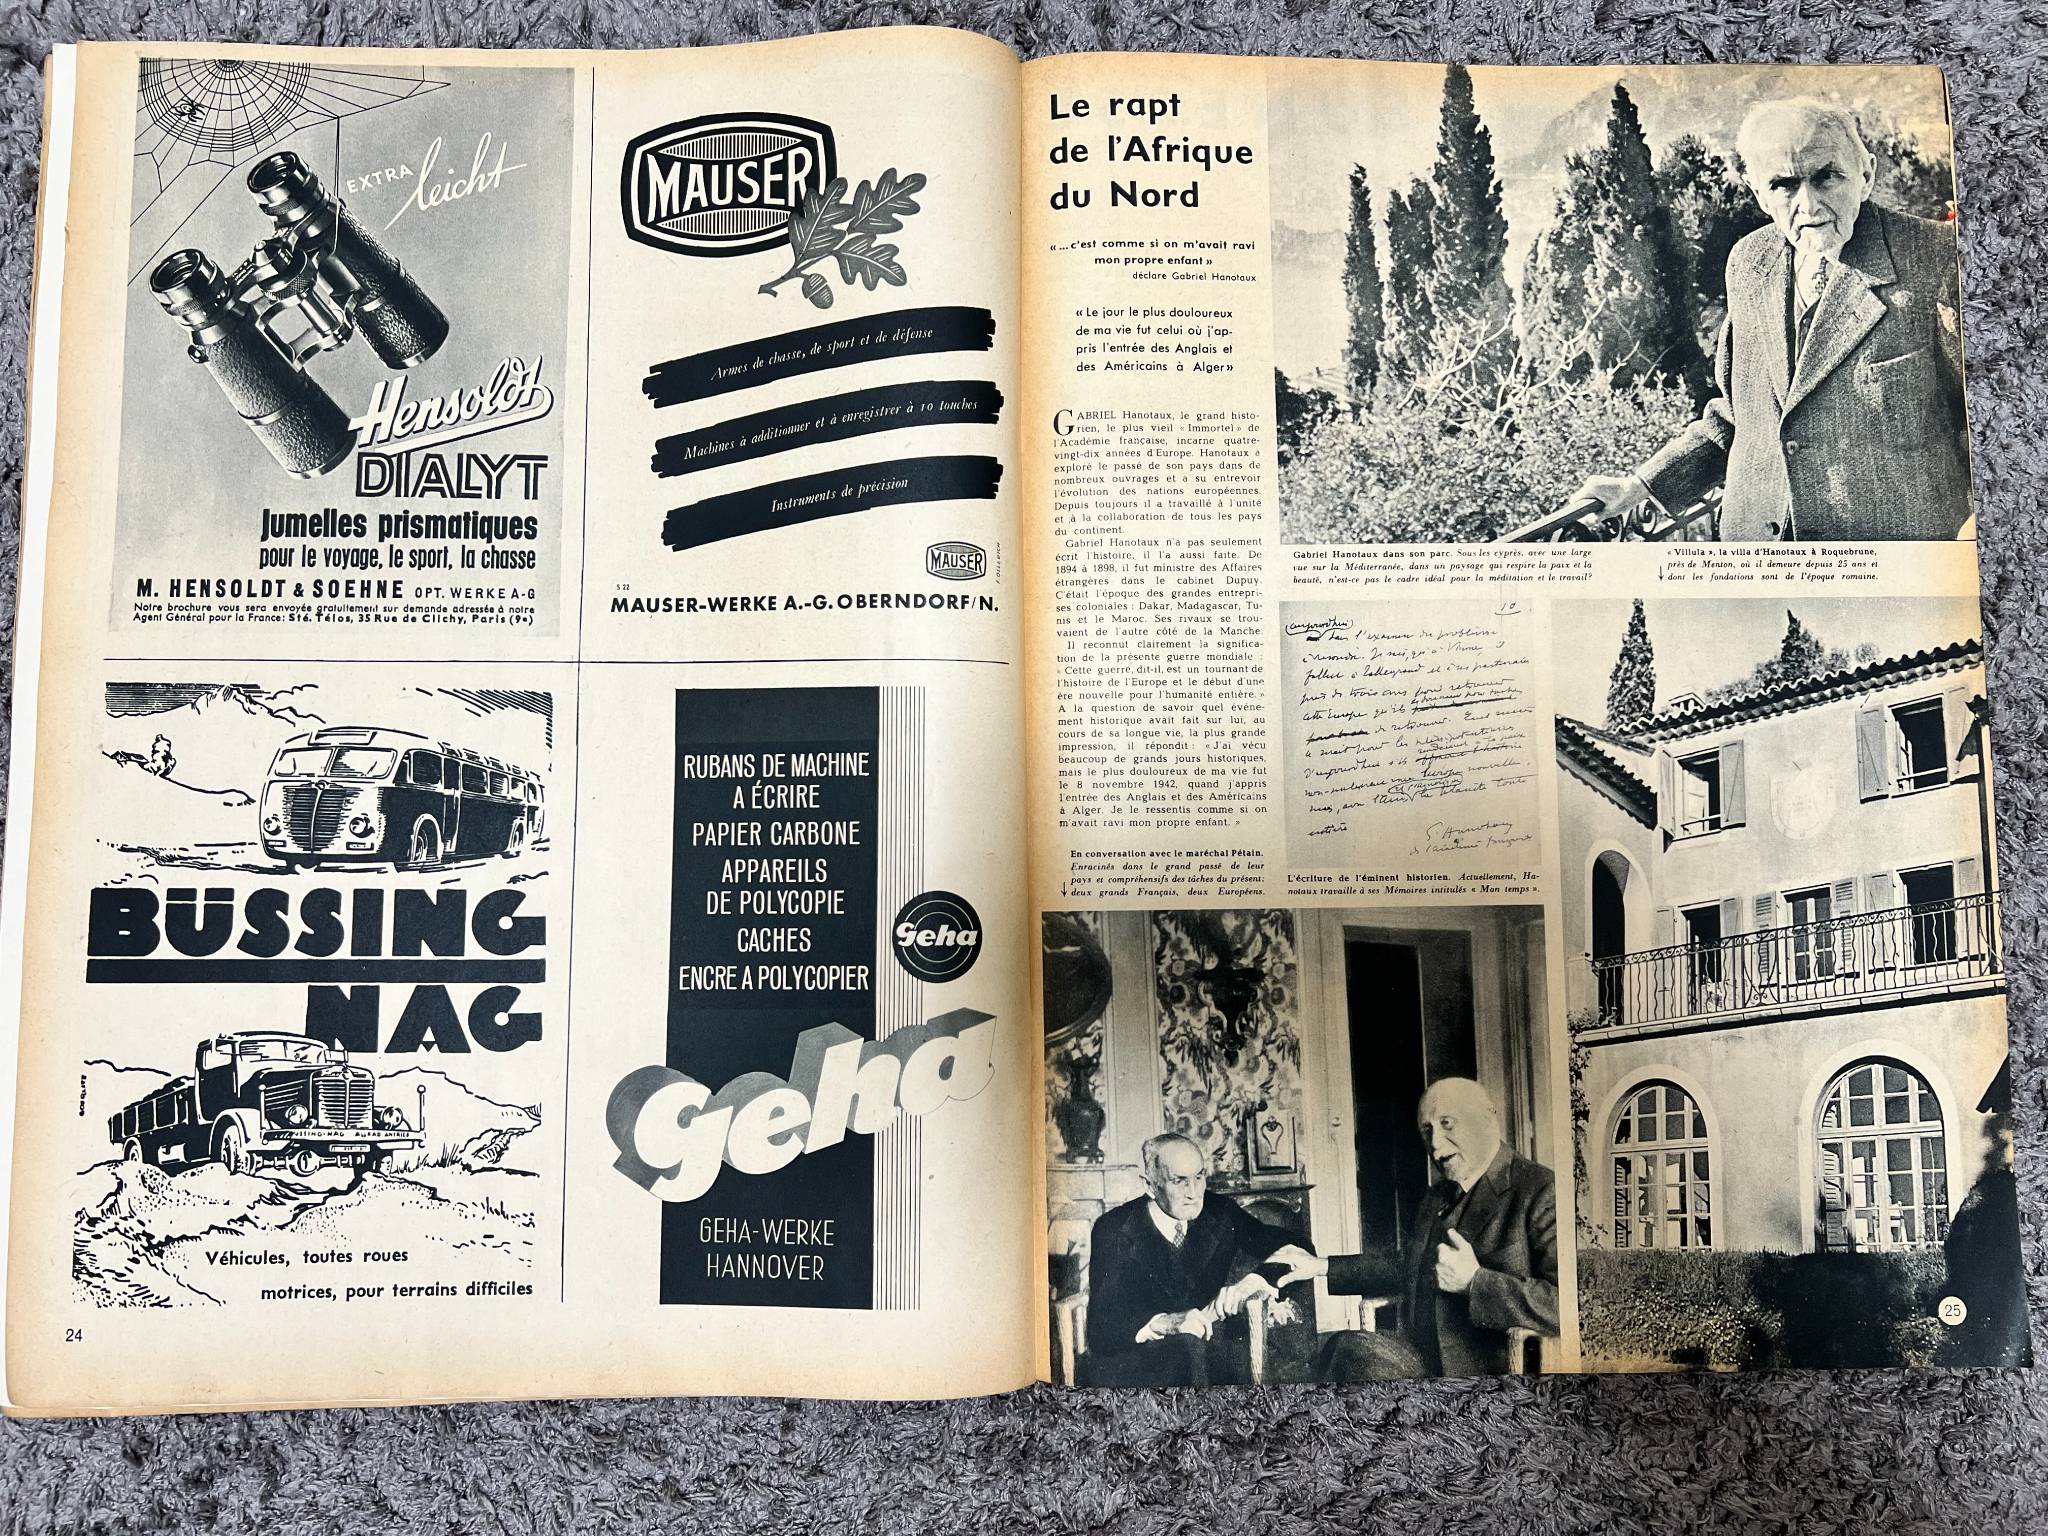 EXTRA leicht
Hensoldt
DIALYT
Jumelles prismatiques
pour le voyage, le sport, la chasse
M. HENSOLDT & SOEHNE OPT. WERKE A-G
Notre brochure vous sera envoyée gratuitement sur demande adressée à notre
Agent Général pour la France: Sté. Télos, 35 Rue de Clichy, Paris (9e)
MAUSER
Armes de chasse, de sport et de défense
Machines à additionner et à enregistrer à 10 touches
Instruments de précision
MAUSER
S 22
MAUSER-WERKE A.-G. OBERNDORF/N.
BÜSSING
NAG
Véhicules, toutes roues
motrices, pour terrains difficiles
RUBANS DE MACHINE
A ÉCRIRE
PAPIER CARBONE
APPAREILS
DE POLYCOPIE
CACHES
ENCRE A POLYCOPIER
Geha
Geha
GEHA-WERKE
HANNOVER
24
Le rapt
de l'Afrique
du Nord
«...c'est comme si on m'avait ravi
mon propre enfant»
déclare Gabriel Hanotaux
«Le jour le plus douloureux
de ma vie fut celui où j'ap-
pris l'entrée des Anglais et
des Américains à Alger»
GABRIEL Hanotaux, le grand histo-
rien, le plus vieil «Immortel» de
l'Académie française, incarne quatre-
vingt-dix années d'Europe. Hanotaux a
exploré le passé de son pays dans de
nombreux ouvrages et a su entrevoir
l'évolution des nations européennes.
Depuis toujours il a travaillé à l'unité
et à la collaboration de tous les pays
du continent.
Gabriel Hanotaux n'a pas seulement
écrit l'histoire, il l'a aussi faite. De
1894 à 1898, il fut ministre des Affaires
étrangères dans le cabinet Dupuy.
C'était l'époque des grandes entrepri-
ses coloniales : Dakar, Madagascar, Tu-
nis et le Maroc. Ses rivaux se trou-
vaient de l'autre côté de la Manche.
Il reconnut clairement la significa-
tion de la présente guerre mondiale :
«Cette guerre, dit-il, est un tournant de
l'histoire de l'Europe et le début d'une
ère nouvelle pour l'humanité entière.»
A la question de savoir quel événe-
ment historique avait fait sur lui, au
cours de sa longue vie, la plus grande
impression, il répondit : «J'ai vécu
beaucoup de grands jours historiques,
mais le plus douloureux de ma vie fut
le 8 novembre 1942, quand j'appris
l'entrée des Anglais et des Américains
à Alger. Je le ressentis comme si on
m'avait ravi mon propre enfant.»
En conversation avec le maréchal Pétain.
Enracinés dans le grand passé de leur
pays et compréhensifs des tâches du présent;
↓ deux grands Français, deux Européens.
Gabriel Hanotaux dans son parc. Sous les cyprès, avec une large
vue sur la Méditerranée, dans un paysage qui respire la paix et la
beauté, n'est-ce pas le cadre idéal pour la méditation et le travail?
«Villula», la villa d'Hanotaux à Roquebrune,
près de Menton, où il demeure depuis 25 ans et
↓ dont les fondations sont de l'époque romaine.
10
(aujourd'hui)
G. Hanotaux
de l'académie française
L'écriture de l'éminent historien. Actuellement, Ha-
notaux travaille à ses Mémoires intitulés «Mon temps».
25